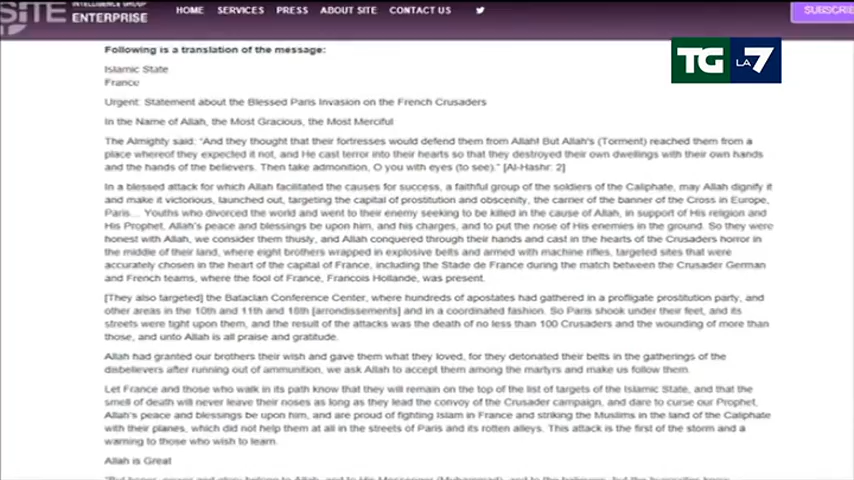 SITE INTELLIGENCE GROUP
ENTERPRISE
HOME SERVICES PRESS ABOUT SITE CONTACT US
SUBSCRIBE
TG LA 7
Following is a translation of the message:
Islamic State
France
Urgent: Statement about the Blessed Paris Invasion on the French Crusaders
In the Name of Allah, the Most Gracious, the Most Merciful
The Almighty said: “And they thought that their fortresses would defend them from Allah! But Allah's (Torment) reached them from a
place whereof they expected it not, and He cast terror into their hearts so that they destroyed their own dwellings with their own hands
and the hands of the believers. Then take admonition, O you with eyes (to see).” [Al-Hashr: 2]
In a blessed attack for which Allah facilitated the causes for success, a faithful group of the soldiers of the Caliphate, may Allah dignify it
and make it victorious, launched out, targeting the capital of prostitution and obscenity, the carrier of the banner of the Cross in Europe,
Paris… Youths who divorced the world and went to their enemy seeking to be killed in the cause of Allah, in support of His religion and
His Prophet, Allah's peace and blessings be upon him, and his charges, and to put the nose of His enemies in the ground. So they were
honest with Allah, we consider them thusly, and Allah conquered through their hands and cast in the hearts of the Crusaders horror in
the middle of their land, where eight brothers wrapped in explosive belts and armed with machine rifles, targeted sites that were
accurately chosen in the heart of the capital of France, including the Stade de France during the match between the Crusader German
and French teams, where the fool of France, Francois Hollande, was present.
[They also targeted] the Bataclan Conference Center, where hundreds of apostates had gathered in a profligate prostitution party, and
other areas in the 10th and 11th and 18th [arrondissements] and in a coordinated fashion. So Paris shook under their feet, and its
streets were tight upon them, and the result of the attacks was the death of no less than 100 Crusaders and the wounding of more than
those, and unto Allah is all praise and gratitude.
Allah had granted our brothers their wish and gave them what they loved, for they detonated their belts in the gatherings of the
disbelievers after running out of ammunition, we ask Allah to accept them among the martyrs and make us follow them.
Let France and those who walk in its path know that they will remain on the top of the list of targets of the Islamic State, and that the
smell of death will never leave their noses as long as they lead the convoy of the Crusader campaign, and dare to curse our Prophet,
Allah's peace and blessings be upon him, and are proud of fighting Islam in France and striking the Muslims in the land of the Caliphate
with their planes, which did not help them at all in the streets of Paris and its rotten alleys. This attack is the first of the storm and a
warning to those who wish to learn.
Allah is Great